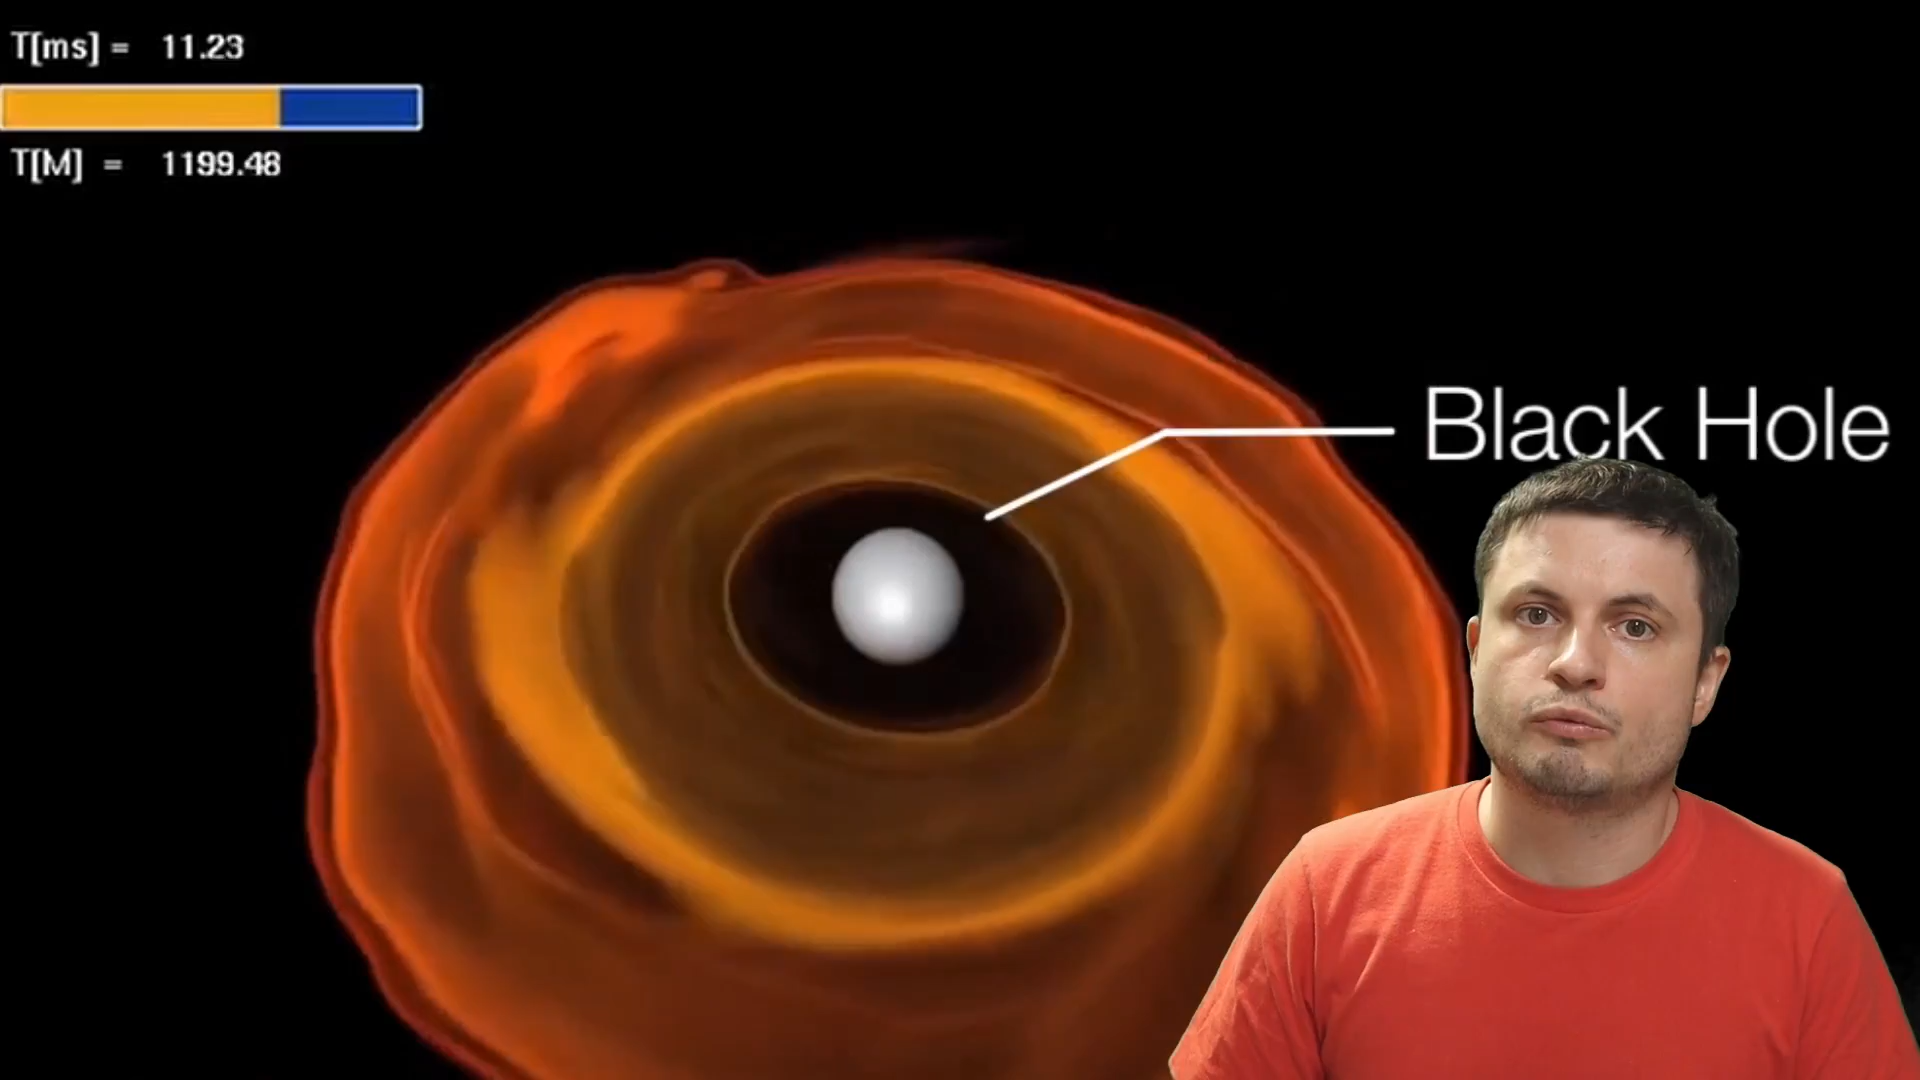 T[ms] = 11.23
T[M] = 1199.48
Black Hole